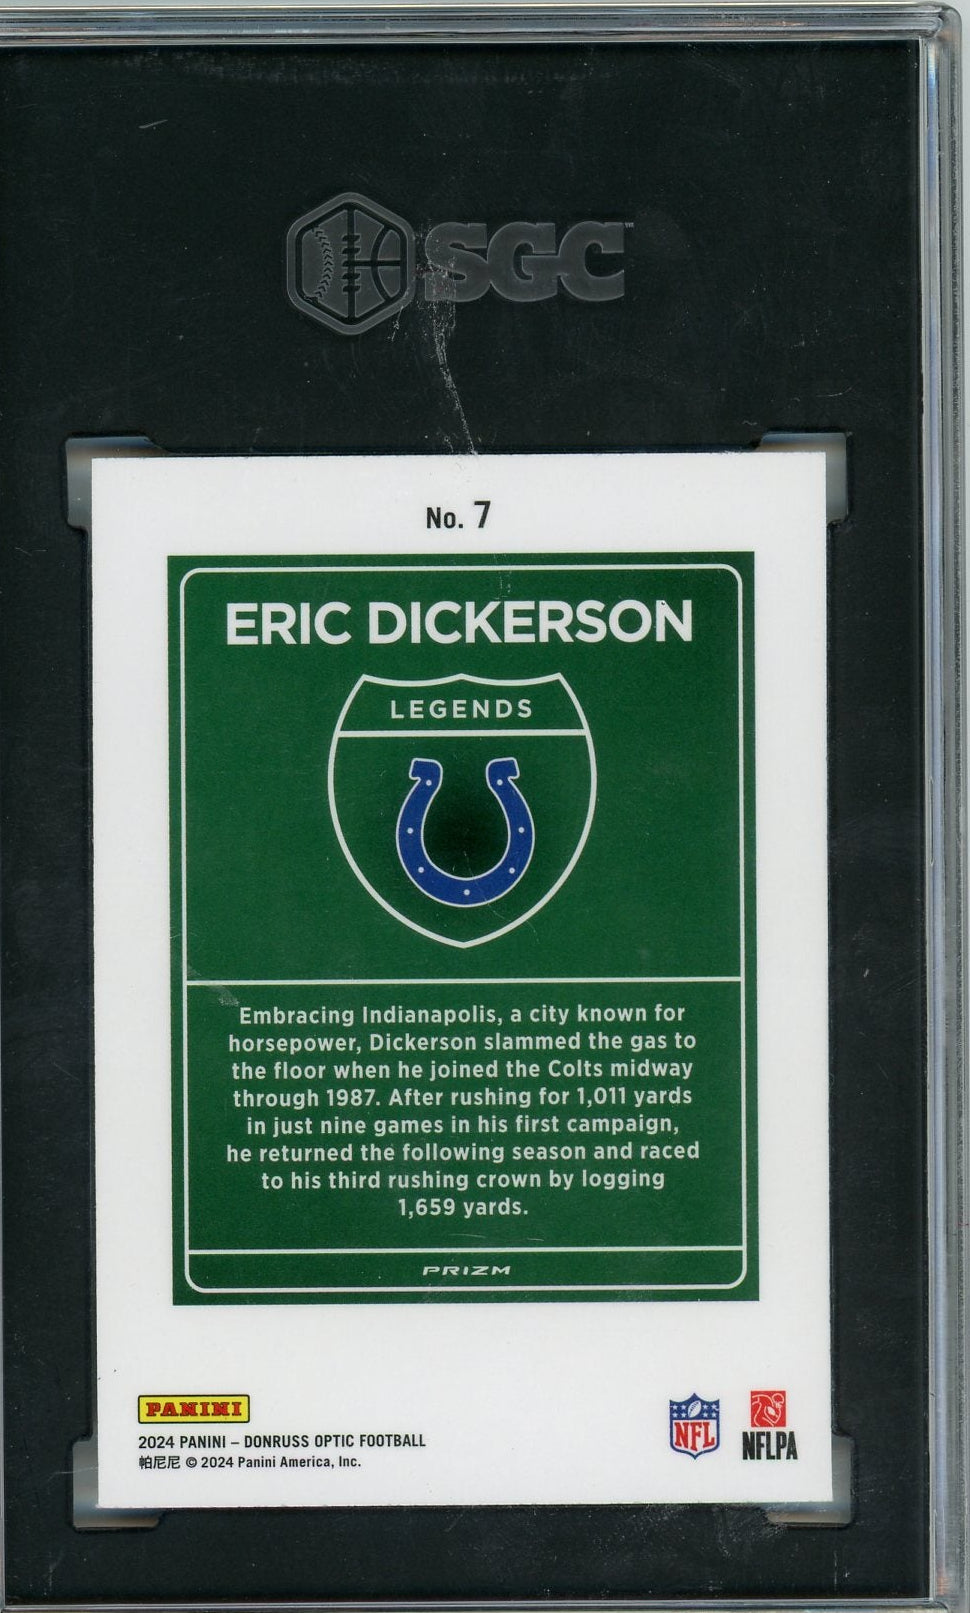 SGC
No. 7
ERIC DICKERSON
LEGENDS
Embracing Indianapolis, a city known for
horsepower, Dickerson slammed the gas to
the floor when he joined the Colts midway
through 1987. After rushing for 1,011 yards
in just nine games in his first campaign,
he returned the following season and raced
to his third rushing crown by logging
1,659 yards.
PRIZM
PANINI
2024 PANINI – DONRUSS OPTIC FOOTBALL
帕尼尼 © 2024 Panini America, Inc.
NFL
NFLPA